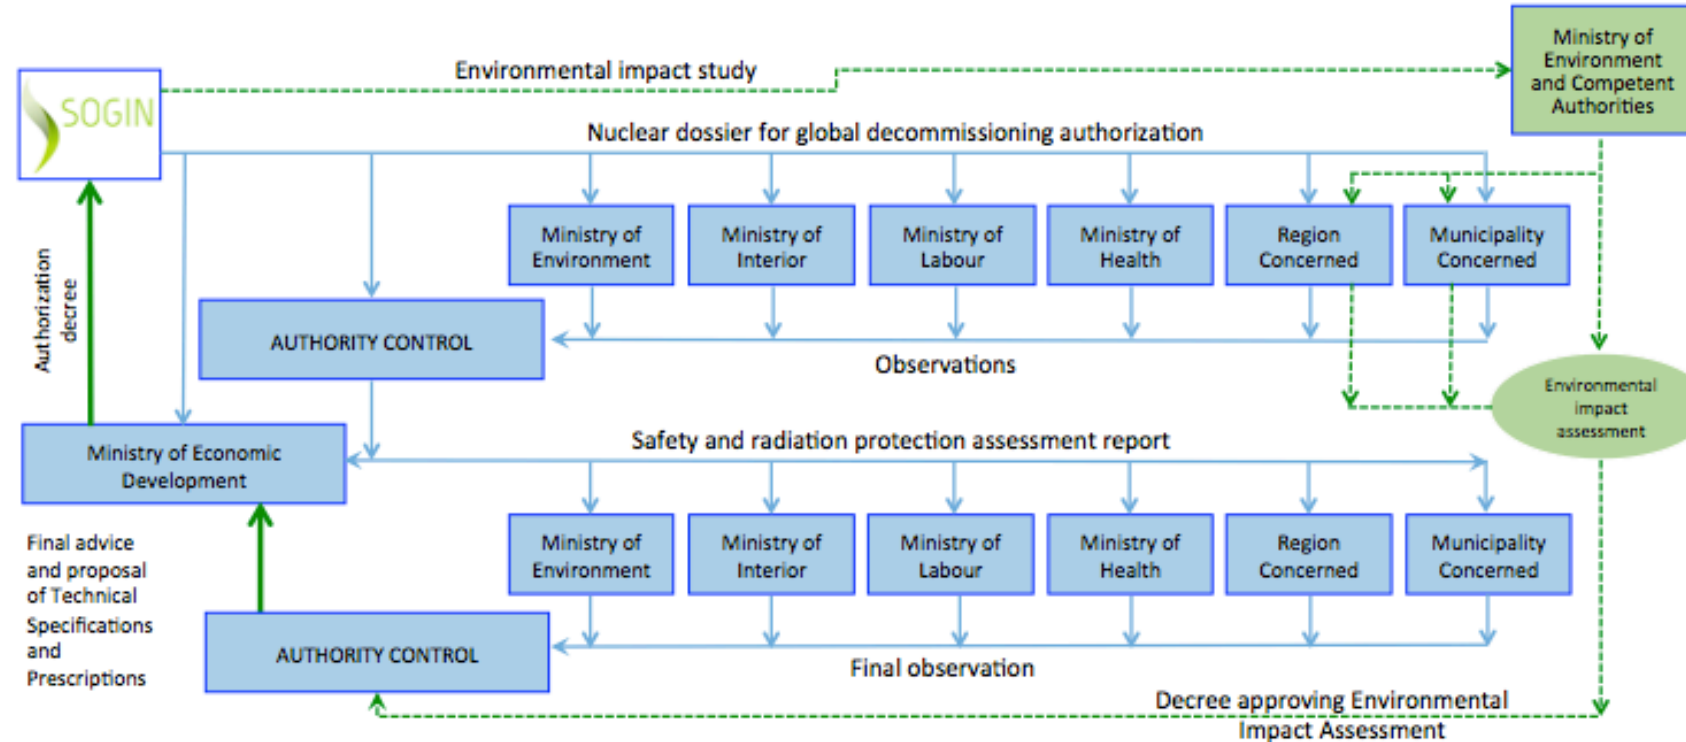 Environmental impact study
Ministry of
Environment
and Competent
Authorities
SOGIN
Nuclear dossier for global decommissioning authorization
Ministry of
Environment
Ministry of
Interior
Ministry of
Labour
Ministry of
Health
Region
Concerned
Municipality
Concerned
Authorization
decree
AUTHORITY CONTROL
Observations
Environmental
impact
assessment
Ministry of Economic
Development
Safety and radiation protection assessment report
Ministry of
Environment
Ministry of
Interior
Ministry of
Labour
Ministry of
Health
Region
Concerned
Municipality
Concerned
Final advice
and proposal
of Technical
Specifications
and
Prescriptions
AUTHORITY CONTROL
Final observation
Decree approving Environmental
Impact Assessment